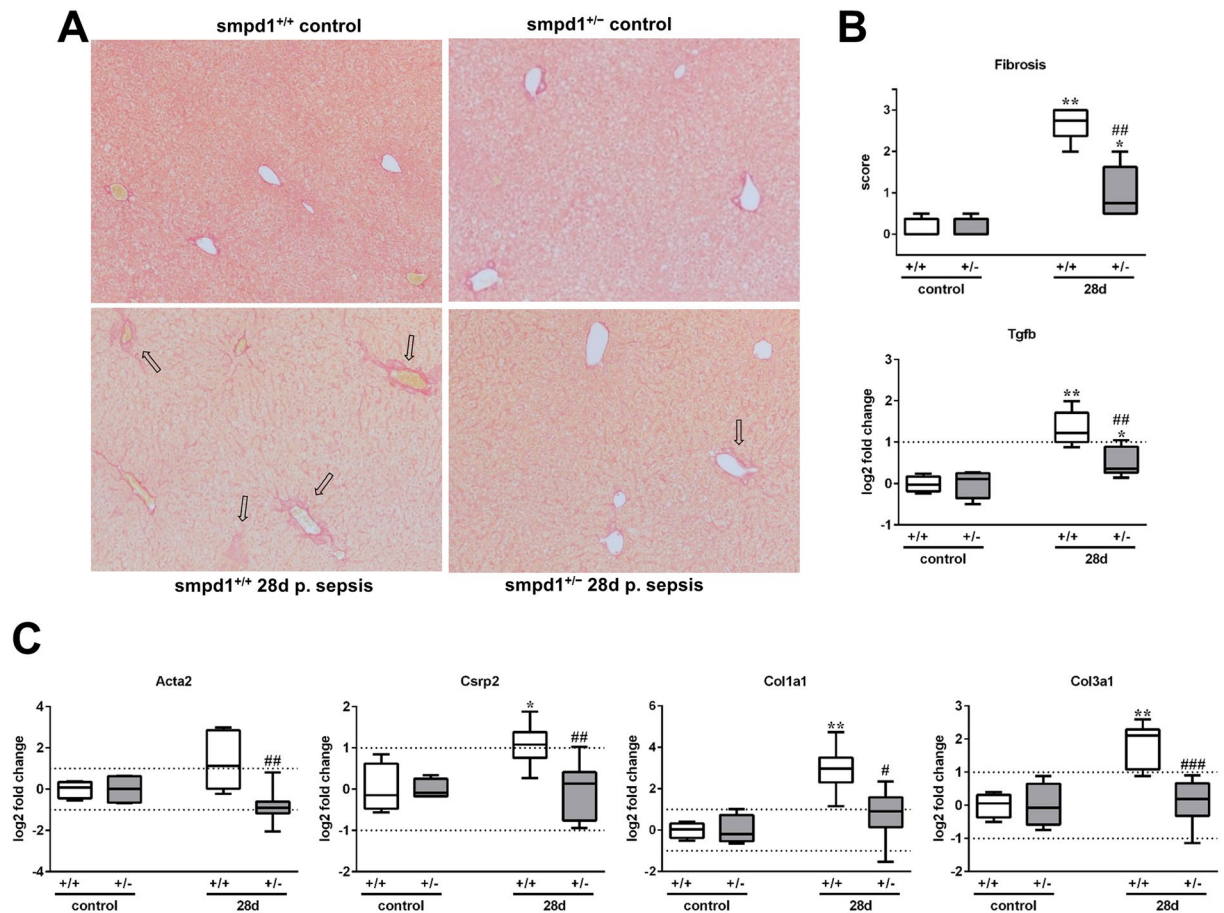 A
smpd1+/+ control
smpd1+/− control
smpd1+/+ 28d p. sepsis
smpd1+/− 28d p. sepsis
B
Fibrosis
score
3
2
1
0
**
##
*
+/+ +/- +/+ +/-
control 28d
Tgfb
log2 fold change
3
2
1
0
-1
**
##
*
+/+ +/- +/+ +/-
control 28d
C
Acta2
log2 fold change
4
2
0
-2
-4
##
+/+ +/- +/+ +/-
control 28d
Csrp2
log2 fold change
2
1
0
-1
-2
*
##
+/+ +/- +/+ +/-
control 28d
Col1a1
log2 fold change
6
4
2
0
-2
**
#
+/+ +/- +/+ +/-
control 28d
Col3a1
log2 fold change
3
2
1
0
-1
-2
**
###
+/+ +/- +/+ +/-
control 28d